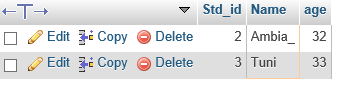 ←T→ Std_id Name age
Edit Copy Delete 2 Ambia_ 32
Edit Copy Delete 3 Tuni 33